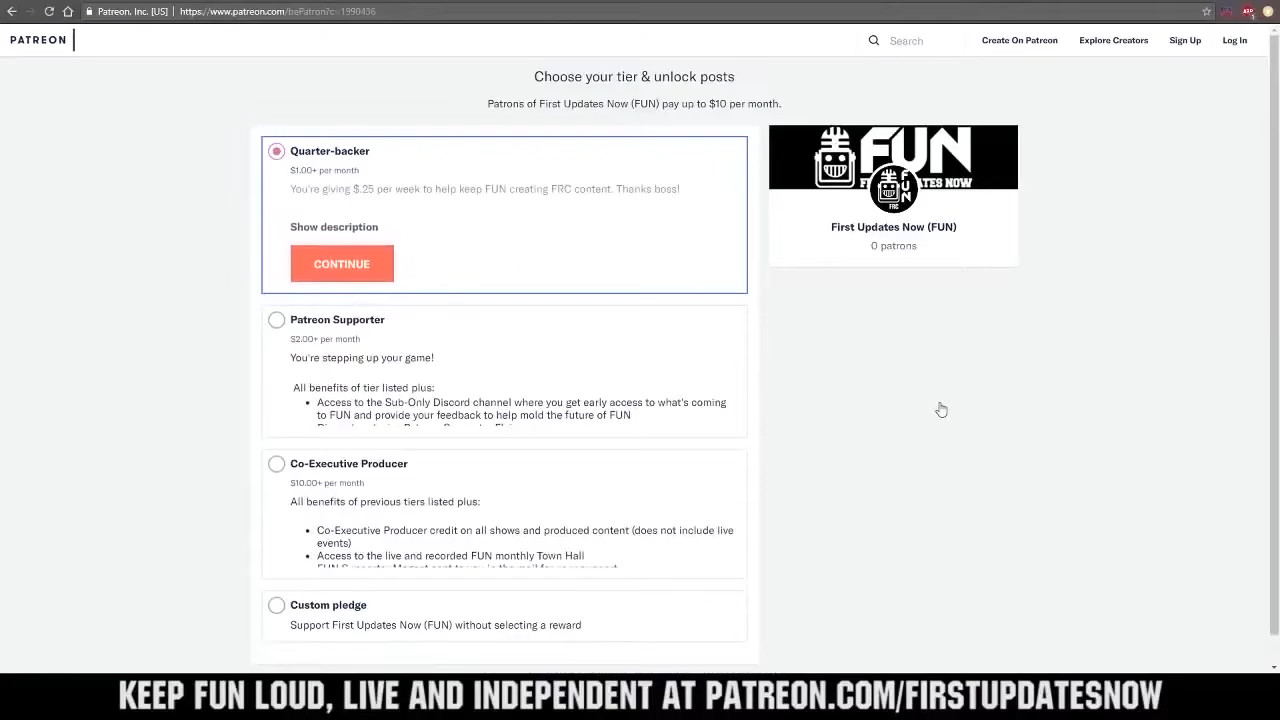 Patreon, Inc. [US] | https://www.patreon.com/bePatron?c=1990436
PATREON
Search
Create On Patreon
Explore Creators
Sign Up
Log In
Choose your tier & unlock posts
Patrons of First Updates Now (FUN) pay up to $10 per month.
Quarter-backer
$1.00+ per month
You're giving $.25 per week to help keep FUN creating FRC content. Thanks boss!
Show description
CONTINUE
Patreon Supporter
$2.00+ per month
You're stepping up your game!
All benefits of tier listed plus:
• Access to the Sub-Only Discord channel where you get early access to what's coming
to FUN and provide your feedback to help mold the future of FUN
Co-Executive Producer
$10.00+ per month
All benefits of previous tiers listed plus:
• Co-Executive Producer credit on all shows and produced content (does not include live
events)
• Access to the live and recorded FUN monthly Town Hall
Custom pledge
Support First Updates Now (FUN) without selecting a reward
FUN
FUN
FRC
First Updates Now (FUN)
0 patrons
KEEP FUN LOUD, LIVE AND INDEPENDENT AT PATREON.COM/FIRSTUPDATESNOW